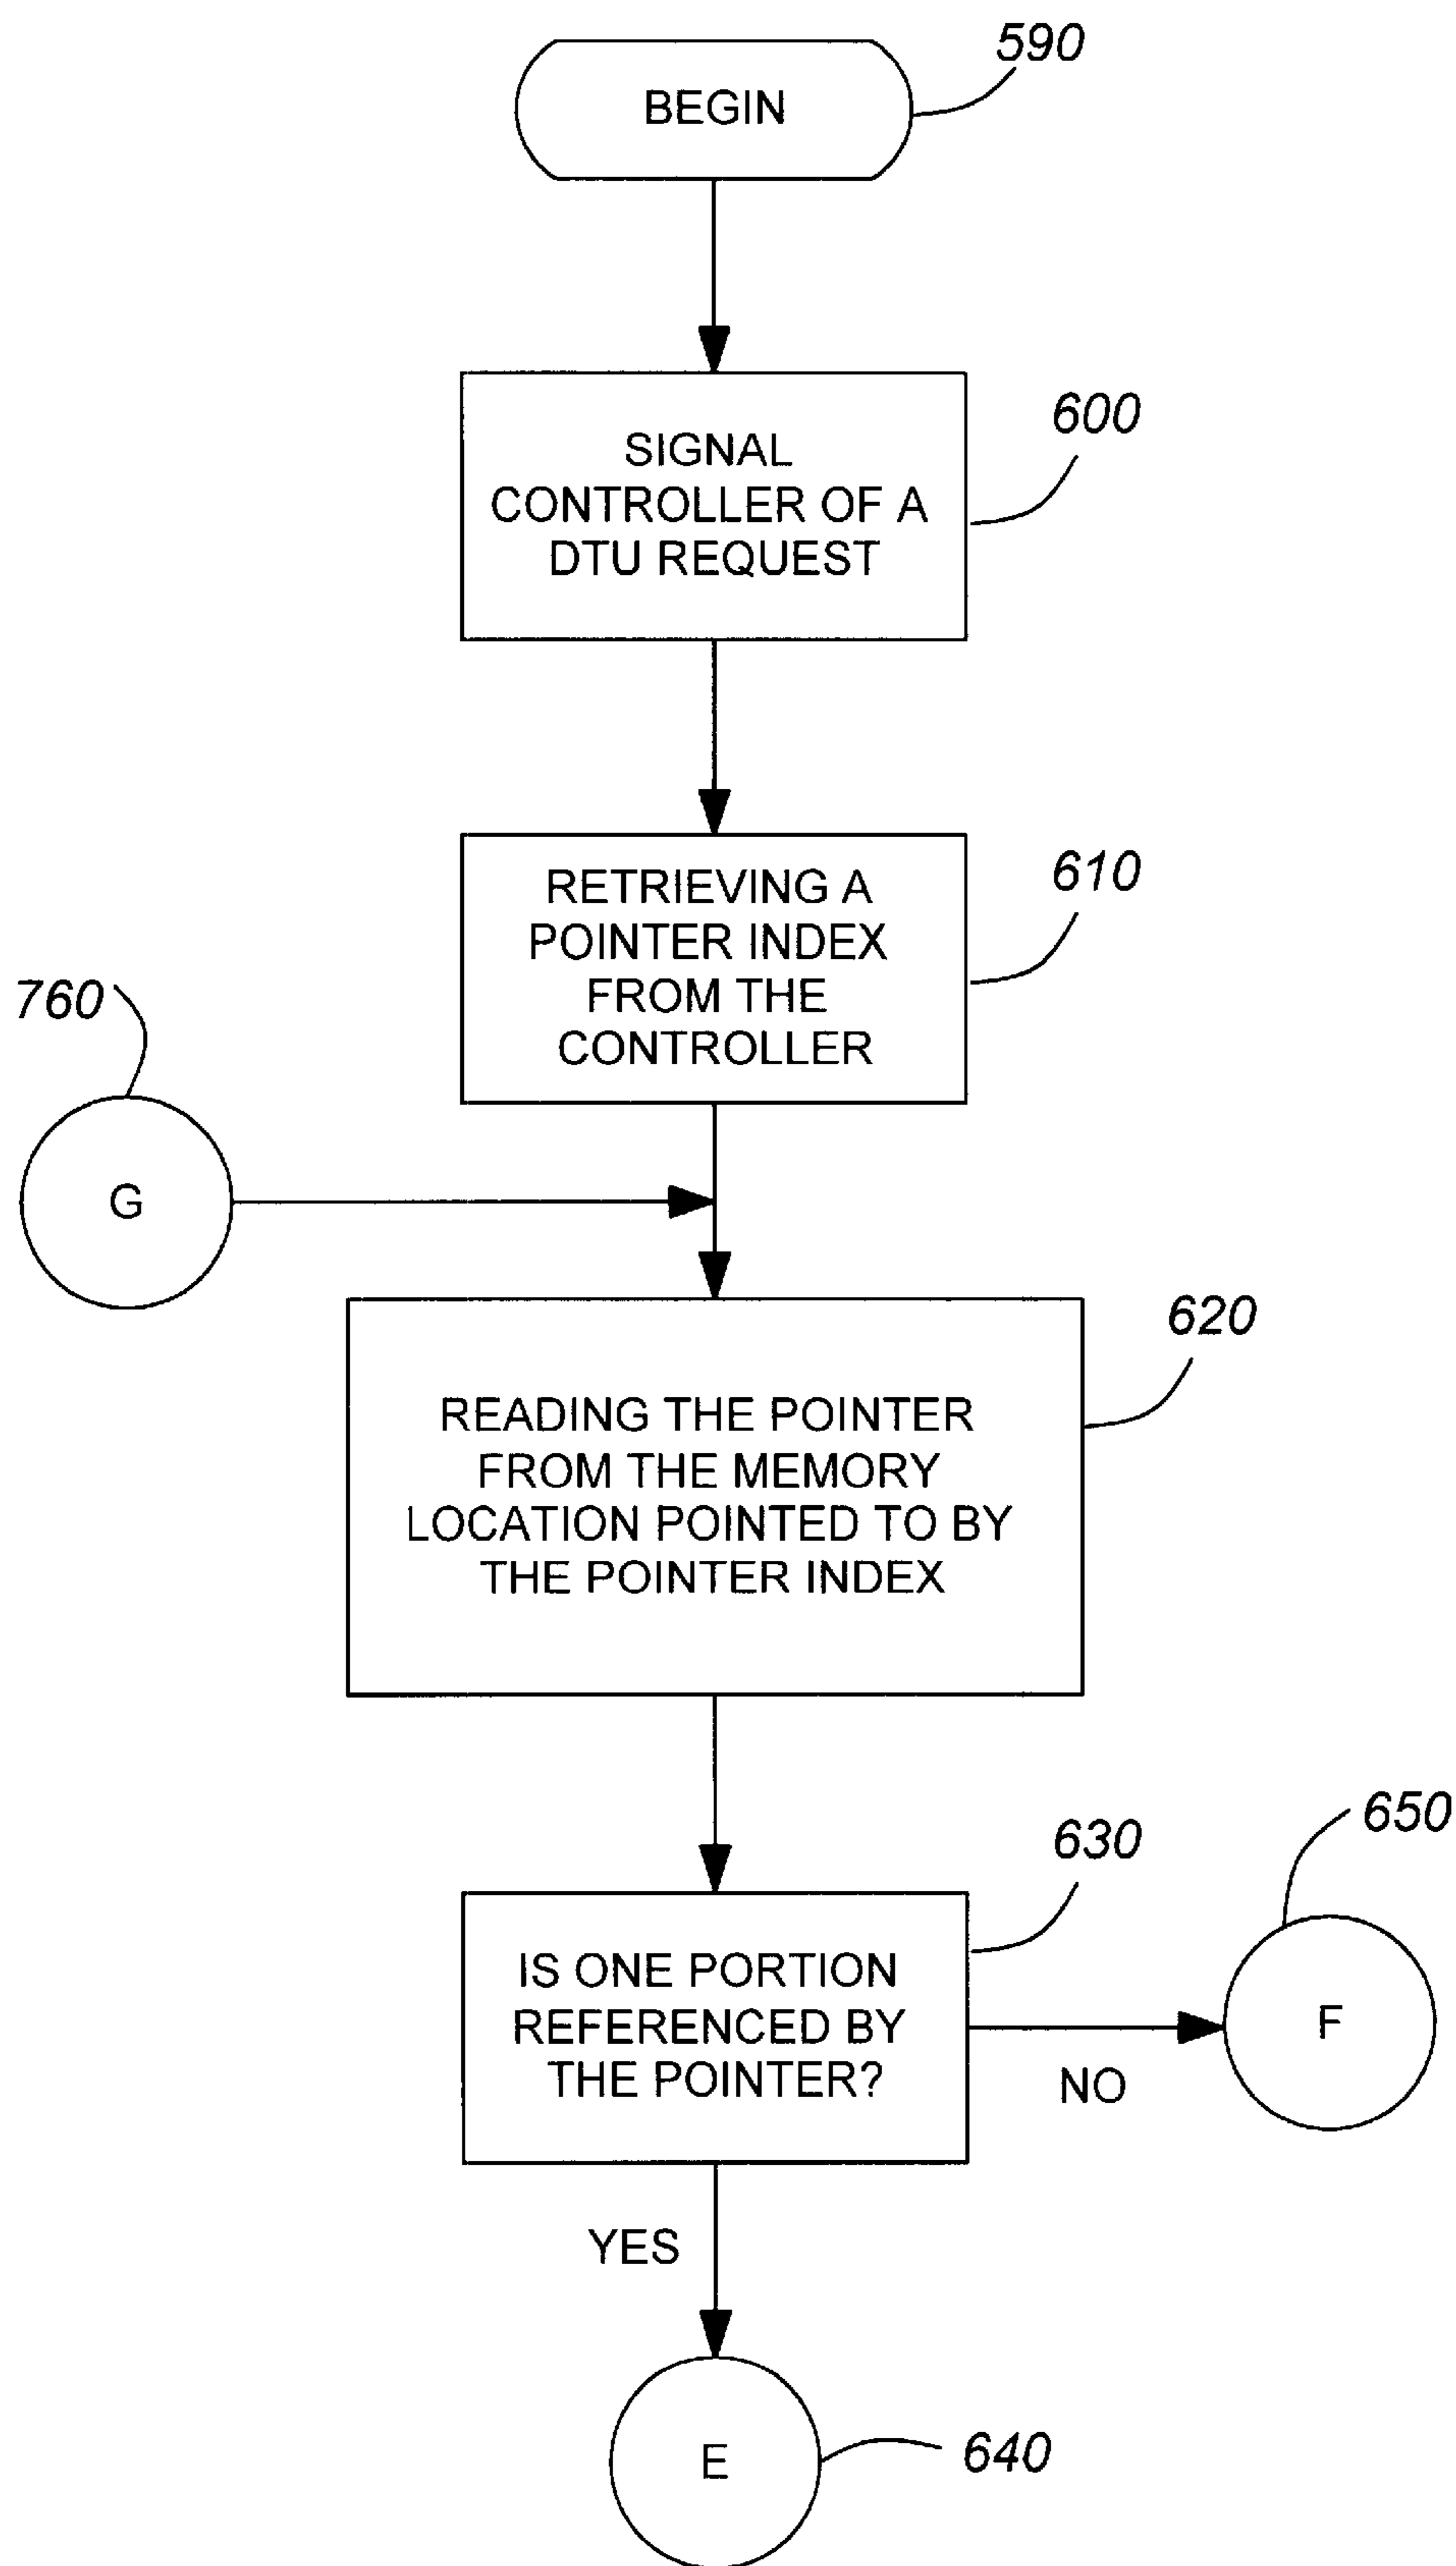 590
BEGIN
600
SIGNAL
CONTROLLER OF A
DTU REQUEST
610
RETRIEVING A
POINTER INDEX
FROM THE
CONTROLLER
760
G
620
READING THE POINTER
FROM THE MEMORY
LOCATION POINTED TO BY
THE POINTER INDEX
630
650
IS ONE PORTION
REFERENCED BY
THE POINTER?
F
NO
YES
E
640